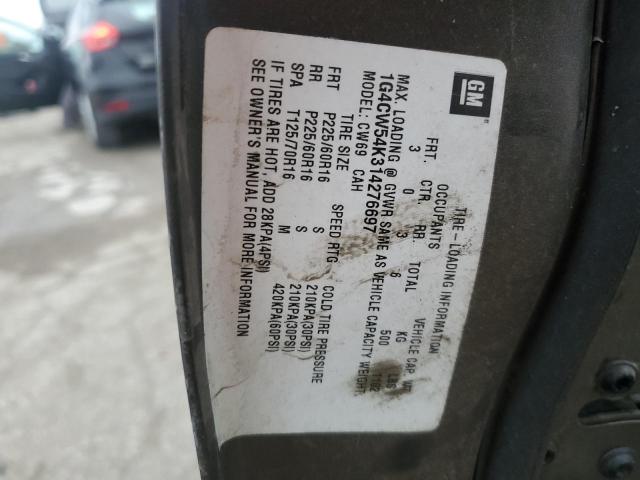 GM
TIRE-LOADING INFORMATION
OCCUPANTS VEHICLE CAP. WT.
FRT. CTR. RR. TOTAL KG LBS
3 0 3 6 500 1102
MAX. LOADING @ GVWR SAME AS VEHICLE CAPACITY WEIGHT.
1G4CW54K314276697
MODEL: CW69 CAH
TIRE SIZE SPEED RTG COLD TIRE PRESSURE
FRT P225/60R16 S 210KPA(30PSI)
RR P225/60R16 S 210KPA(30PSI)
SPA T125/70R16 M 420KPA(60PSI)
IF TIRES ARE HOT, ADD 28KPA(4PSI)
SEE OWNER'S MANUAL FOR MORE INFORMATION